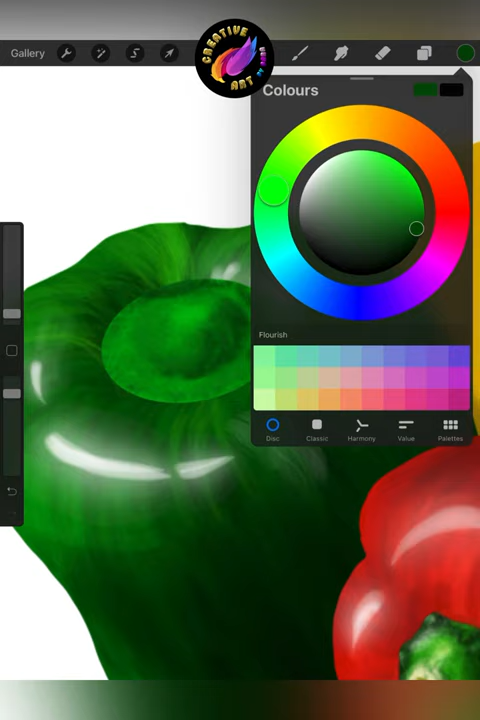 Gallery
CREATIVE
ART
Colours
Flourish
Disc
Classic
Harmony
Value
Palettes